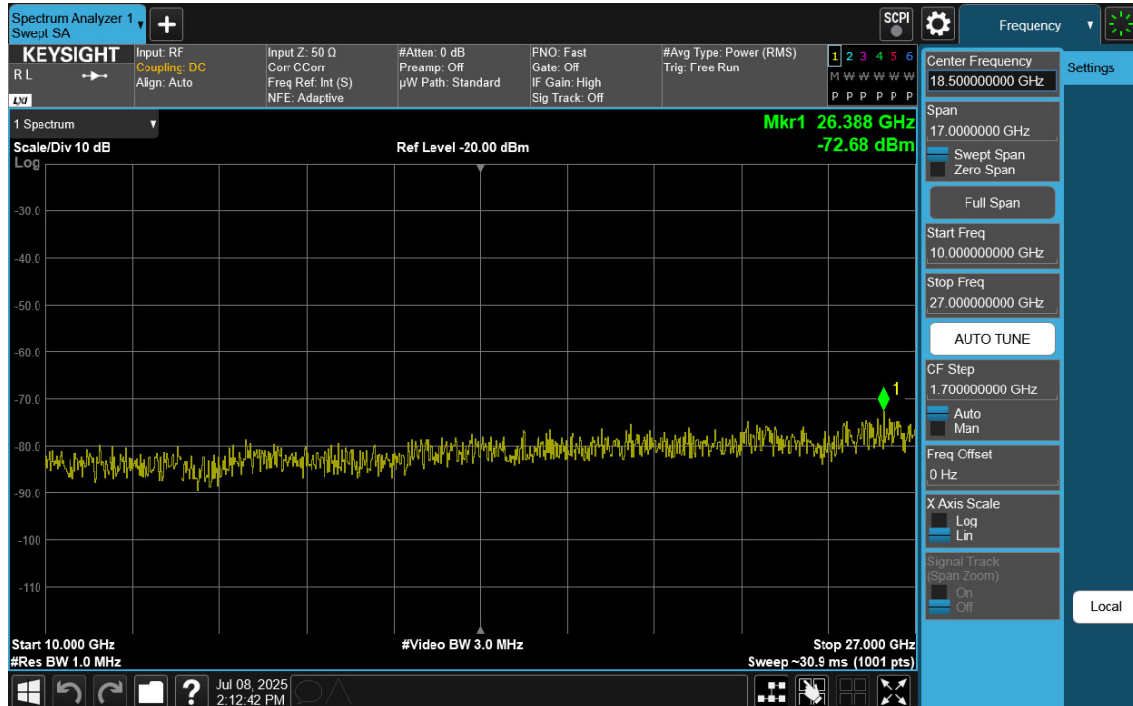 Spectrum Analyzer 1
Swept SA
SCPI
Frequency
KEYSIGHT
R L
LXI
Input: RF
Coupling: DC
Align: Auto
Input Z: 50 Ω
Corr CCorr
Freq Ref: Int (S)
NFE: Adaptive
#Atten: 0 dB
Preamp: Off
µW Path: Standard
PNO: Fast
Gate: Off
IF Gain: High
Sig Track: Off
#Avg Type: Power (RMS)
Trig: Free Run
1 2 3 4 5 6
M W W W W W
P P P P P P
1 Spectrum
Scale/Div 10 dB
Log
Ref Level -20.00 dBm
Mkr1 26.388 GHz
-72.68 dBm
-30.0
-40.0
-50.0
-60.0
-70.0
-80.0
-90.0
-100
-110
1
Start 10.000 GHz
#Res BW 1.0 MHz
#Video BW 3.0 MHz
Stop 27.000 GHz
Sweep ~30.9 ms (1001 pts)
Center Frequency
18.500000000 GHz
Span
17.0000000 GHz
Swept Span
Zero Span
Full Span
Start Freq
10.000000000 GHz
Stop Freq
27.000000000 GHz
AUTO TUNE
CF Step
1.700000000 GHz
Auto
Man
Freq Offset
0 Hz
X Axis Scale
Log
Lin
Signal Track
(Span Zoom)
On
Off
Settings
Local
?
Jul 08, 2025
2:12:42 PM